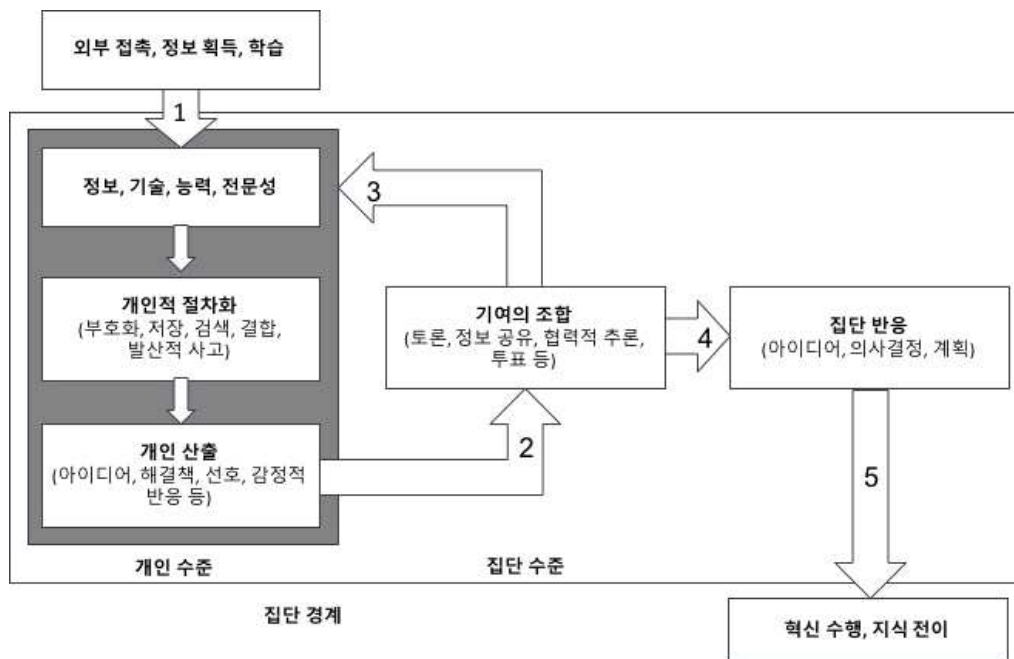 외부 접촉, 정보 획득, 학습
1
정보, 기술, 능력, 전문성
3
개인적 절차화
(부호화, 저장, 검색, 결합,
발산적 사고)
기여의 조합
(토론, 정보 공유, 협력적 추론,
투표 등)
4
집단 반응
(아이디어, 의사결정, 계획)
개인 산출
(아이디어, 해결책, 선호, 감정적
반응 등)
2
5
개인 수준
집단 수준
집단 경계
혁신 수행, 지식 전이